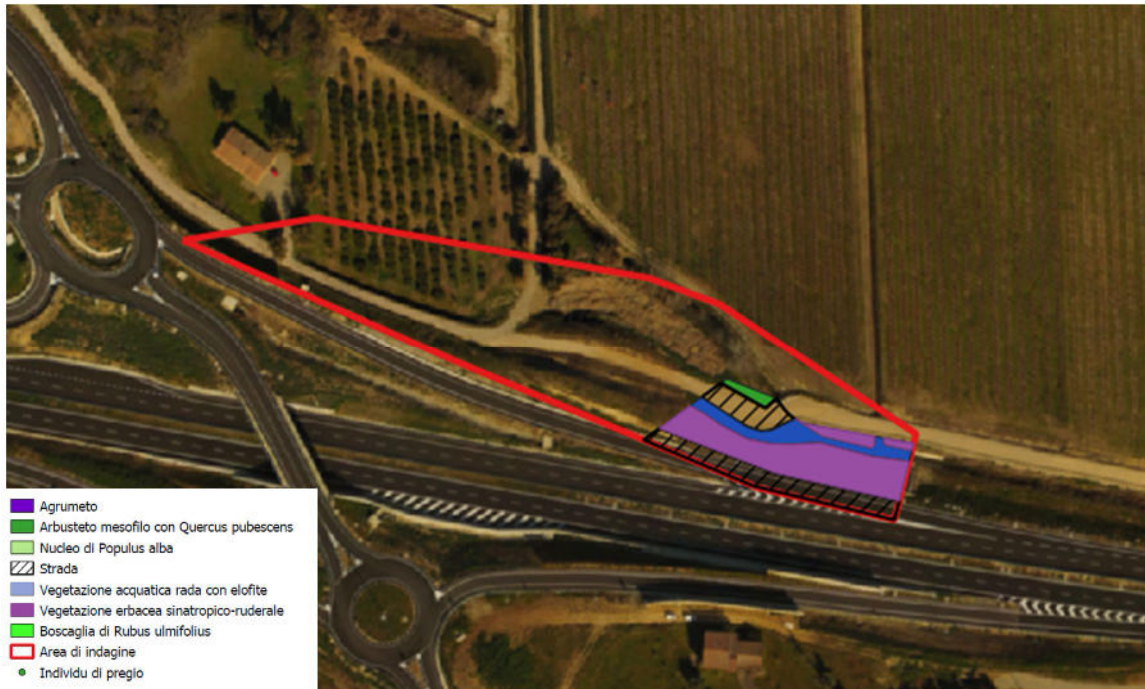 Agrumeto
Arbusteto mesofilo con Quercus pubescens
Nucleo di Populus alba
Strada
Vegetazione acquatica rada con elofite
Vegetazione erbacea sinatropico-ruderale
Boscaglia di Rubus ulmifolius
Area di indagine
Individu di pregio